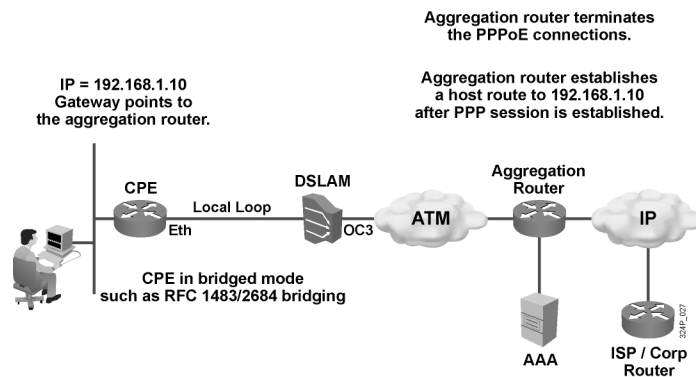 Aggregation router terminates
the PPPoE connections.
IP = 192.168.1.10
Gateway points to
the aggregation router.
Aggregation router establishes
a host route to 192.168.1.10
after PPP session is established.
CPE
DSLAM
Aggregation
Router
Local Loop
Eth
OC3
ATM
IP
CPE in bridged mode
such as RFC 1483/2684 bridging
AAA
ISP / Corp
Router
324P_027